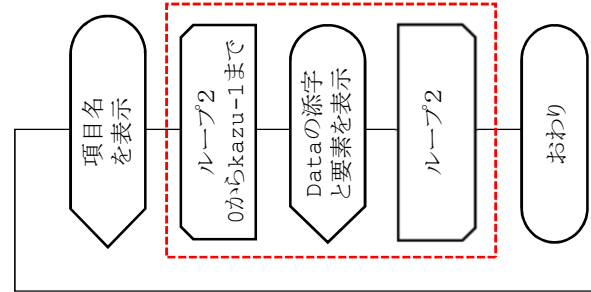 項目名
を表示
ループ2
0からkazu-1まで
Dataの添字
と要素を表示
ループ2
おわり